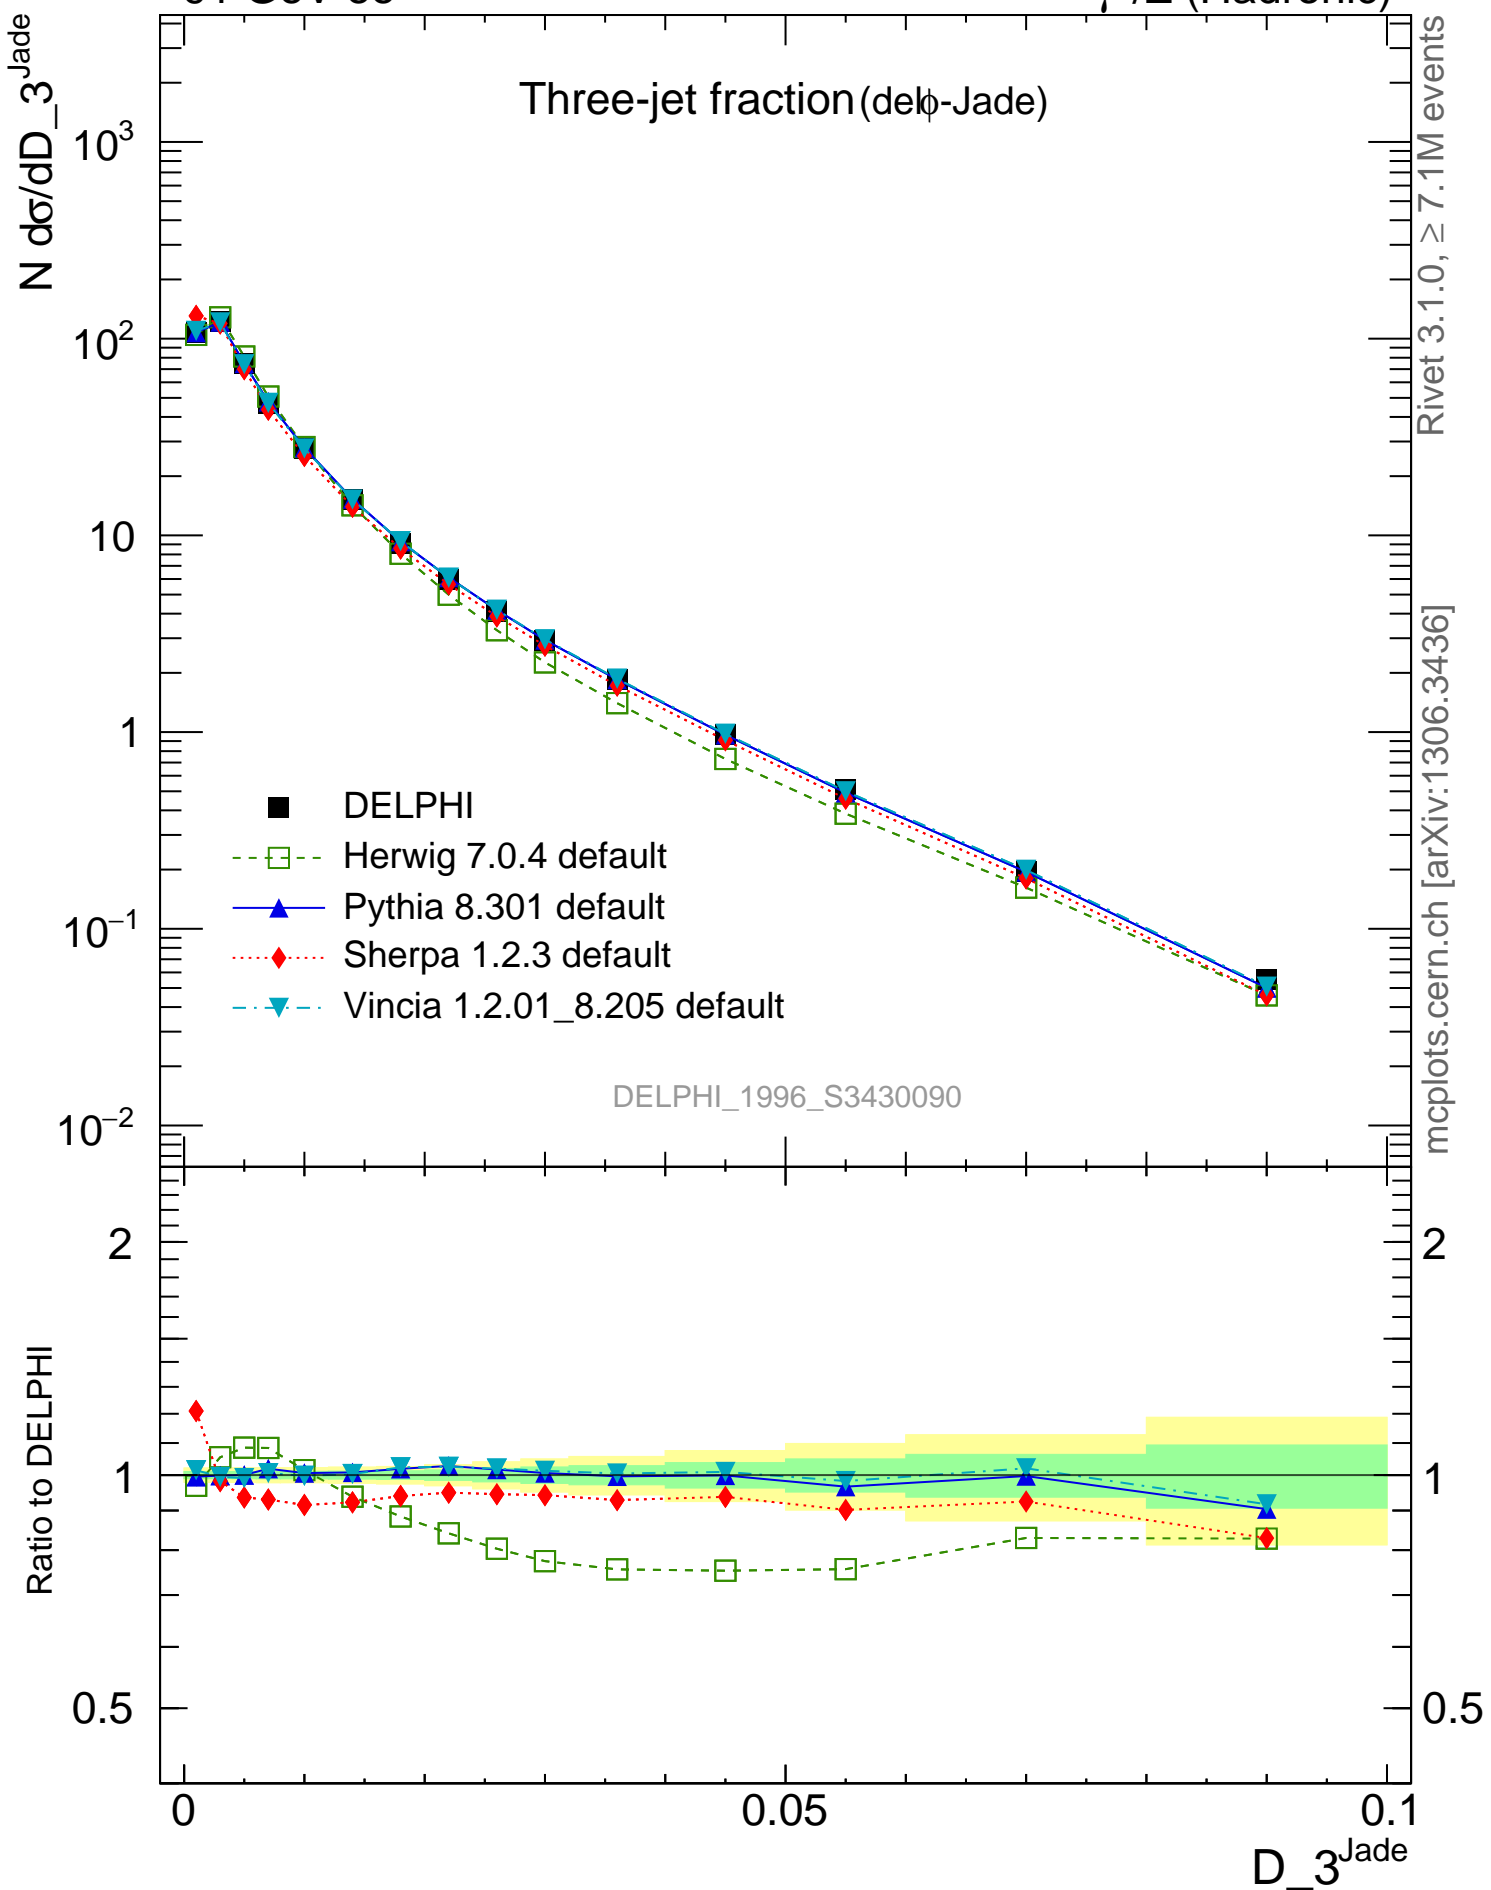 Three-jet fraction (delϕ-Jade)
N dσ/dD_3^Jade
10^3
10^2
10
1
10^−1
10^−2
DELPHI
Herwig 7.0.4 default
Pythia 8.301 default
Sherpa 1.2.3 default
Vincia 1.2.01_8.205 default
DELPHI_1996_S3430090
Rivet 3.1.0, ≥ 7.1M events
mcplots.cern.ch [arXiv:1306.3436]
Ratio to DELPHI
2
1
0.5
2
1
0.5
0
0.05
0.1
D_3^Jade